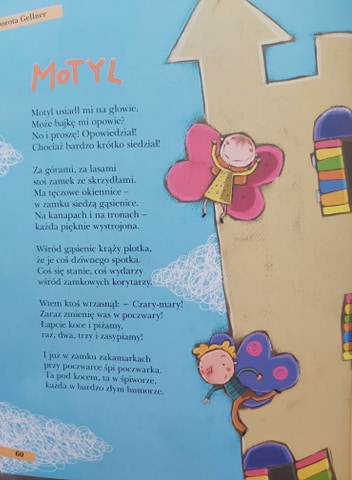 Dorota Gellner
MOTYL
Motyl usiadł mi na głowie.
Może bajkę mi opowie?
No i proszę! Opowiedział!
Chociaż bardzo krótko siedział!
Za górami, za lasami
stoi zamek ze skrzydłami.
Ma tęczowe okiennice –
w zamku siedzą gąsienice.
Na kanapach i na tronach –
każda pięknie wystrojona.
Wśród gąsienic krąży plotka,
że je coś dziwnego spotka.
Coś się stanie, coś wydarzy
wśród zamkowych korytarzy.
Wtem ktoś wrzasnął: – Czary-mary!
Zaraz zmienię was w poczwary!
Łapcie koce i piżamy,
raz, dwa, trzy i zasypiamy!
I już w zamku zakamarkach
przy poczwarce śpi poczwarka.
Ta pod kocem, ta w śpiworze,
każda w bardzo złym humorze.
60